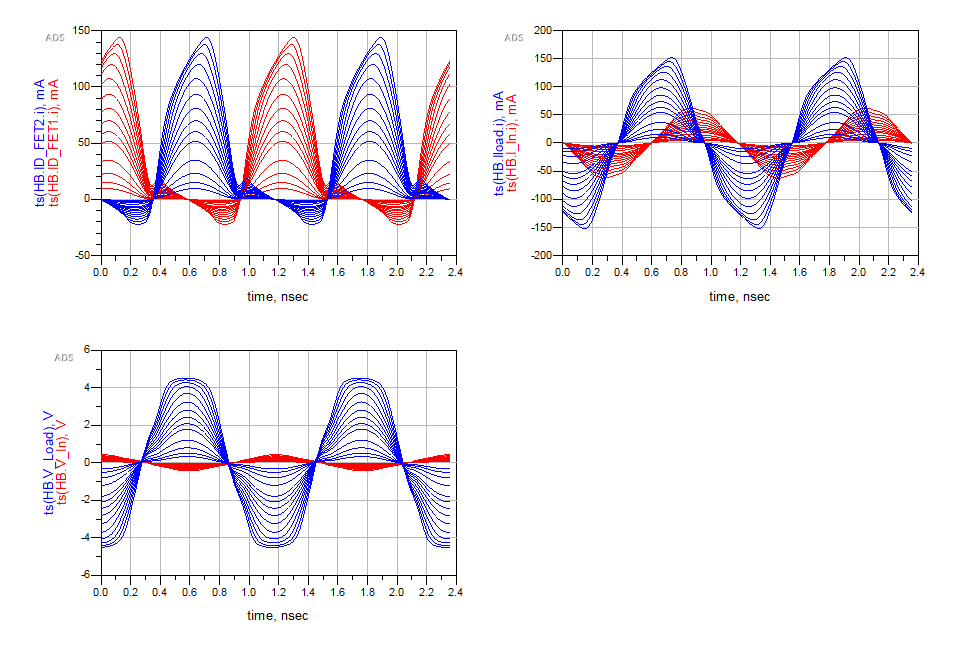 ADS
ts(HB.ID_FET2.i), mA
ts(HB.ID_FET1.i), mA
150
100
50
0
-50
0.0 0.2 0.4 0.6 0.8 1.0 1.2 1.4 1.6 1.8 2.0 2.2 2.4
time, nsec
ADS
ts(HB.Iload.i), mA
ts(HB.I_In.i), mA
200
150
100
50
0
-50
-100
-150
-200
0.0 0.2 0.4 0.6 0.8 1.0 1.2 1.4 1.6 1.8 2.0 2.2 2.4
time, nsec
ADS
ts(HB.V_Load), V
ts(HB.V_In), V
6
4
2
0
-2
-4
-6
0.0 0.2 0.4 0.6 0.8 1.0 1.2 1.4 1.6 1.8 2.0 2.2 2.4
time, nsec